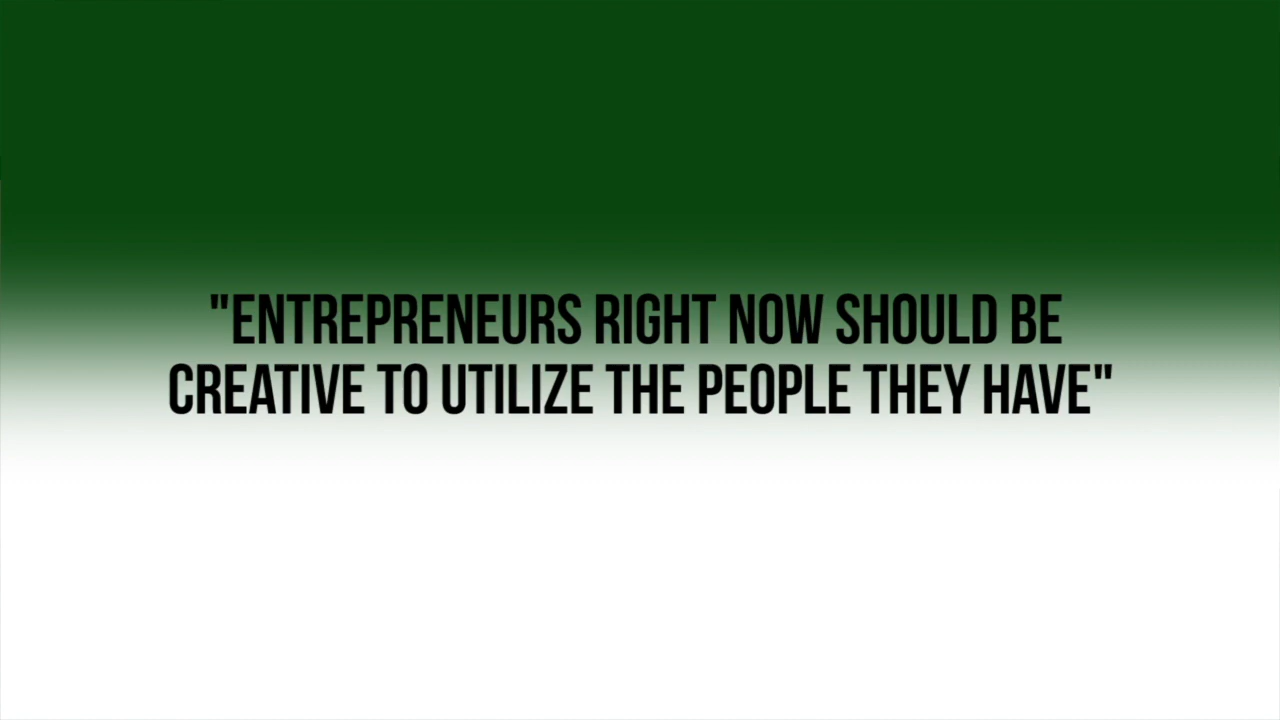 "ENTREPRENEURS RIGHT NOW SHOULD BE
CREATIVE TO UTILIZE THE PEOPLE THEY HAVE"